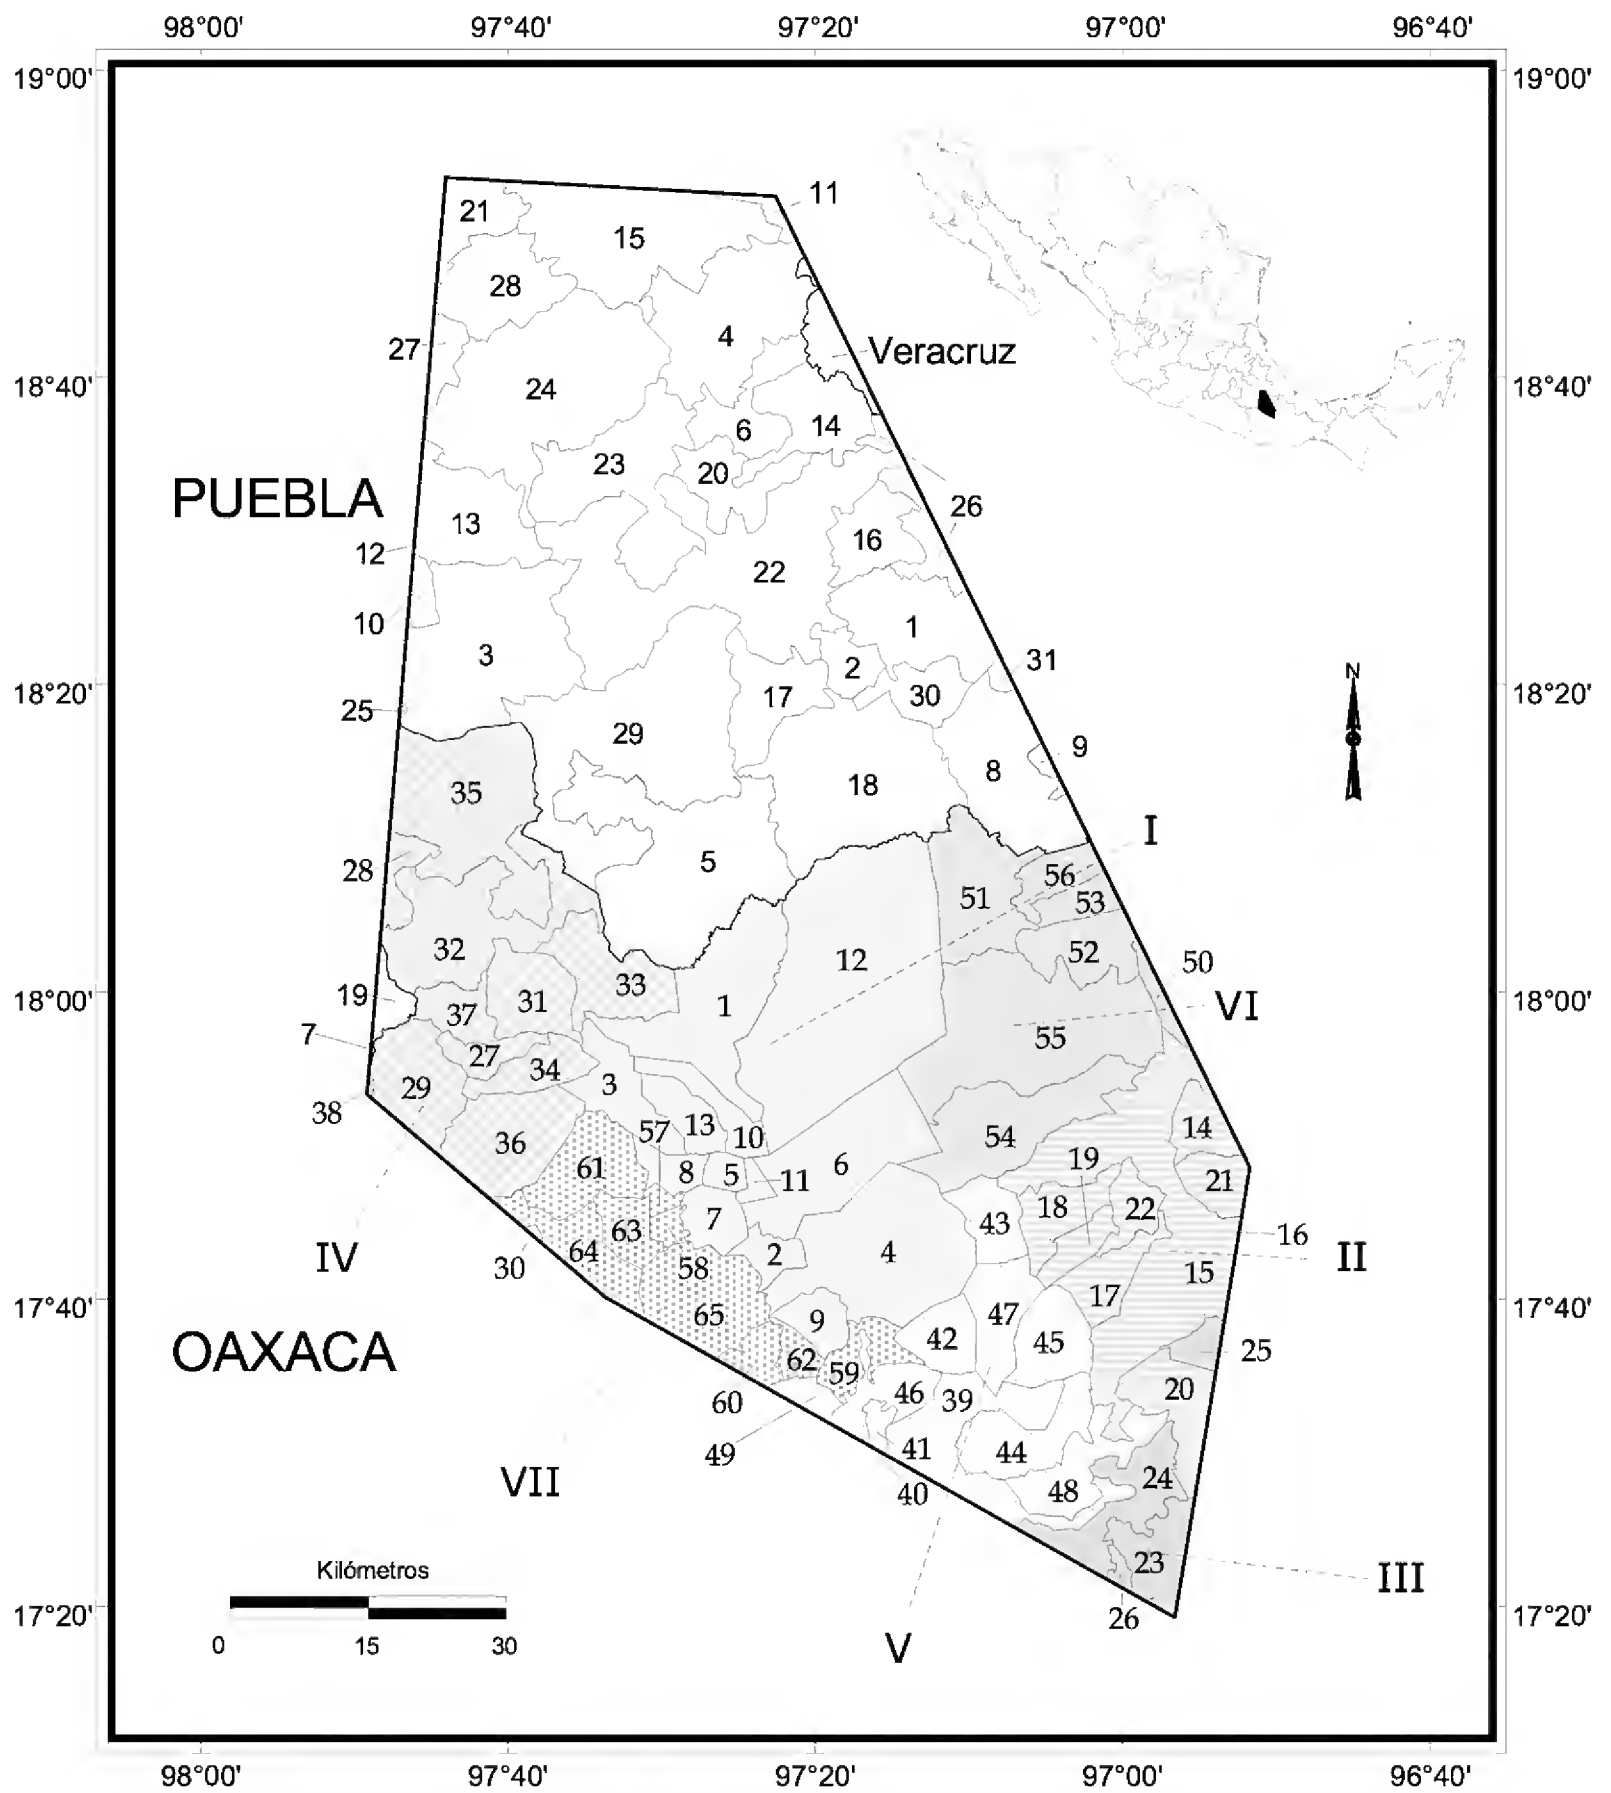 98°00' 97°40' 97°20' 97°00' 96°40'
19°00' 19°00'
11
21
15
28
4
27
Veracruz
18°40' 24 18°40'
6 14
23 20
PUEBLA
26
13
16
12
22
10 1
3 31
2
N
18°20' 17 30 18°20'
25
29 9
8
35 18
I
5
28 56
51 53
32 12 52
50
33
19 18°00' 31 1 VI 18°00'
37
7 55
27
34
29 3
38 57 13 10 14
36 54
19
61 8 5 11 6 21
18 22
7 43
63 16
IV 64 2 4 II
30 58 15
17
17°40' 65 9 47 17°40'
42 45
OAXACA 25
62 59
20
60 46 39
49 41 44
24
VII 48
40
23
Kilómetros III
26
17°20' 17°20'
0 15 30 V
98°00' 97°40' 97°20' 97°00' 96°40'